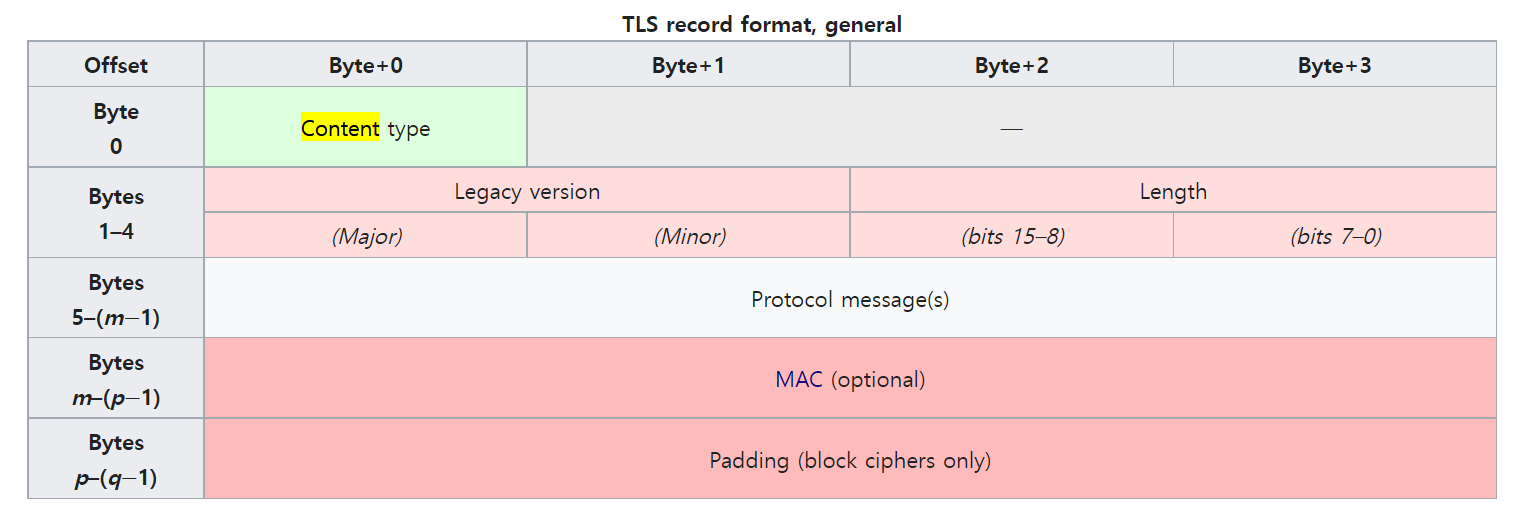 TLS record format, general
Offset Byte+0 Byte+1 Byte+2 Byte+3
Byte
0
Content type
—
Bytes
1–4
Legacy version Length
(Major) (Minor) (bits 15–8) (bits 7–0)
Bytes
5–(m−1)
Protocol message(s)
Bytes
m–(p−1)
MAC (optional)
Bytes
p–(q−1)
Padding (block ciphers only)